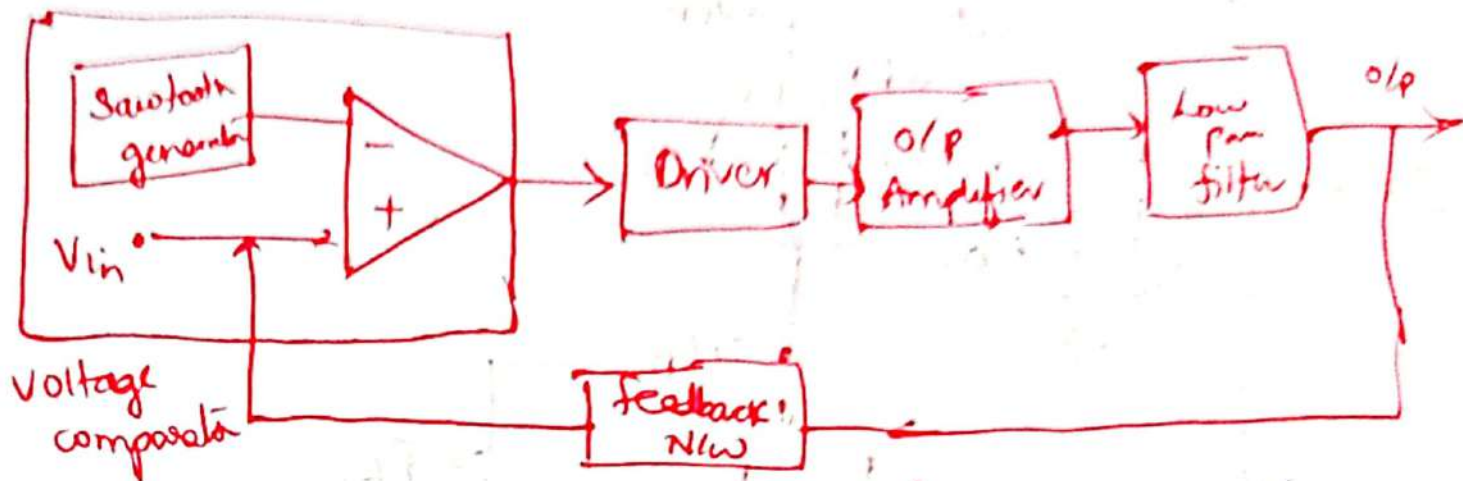 Sawtooth
generator
−
+
Vin
Voltage
comparator
Driver
O/P
Amplifier
Low
pass
filter
O/P
feedback
N/W